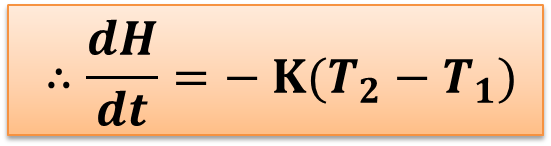 ∴ dH/dt = − K(T₂ − T₁)